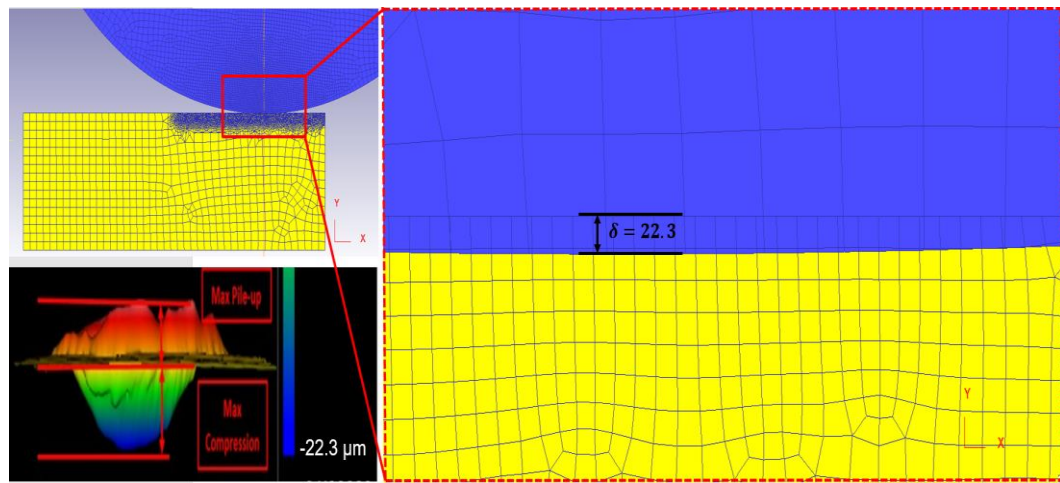 Y
X
δ = 22.3
Max Pile-up
Max
Compression
-22.3 µm
Y
X